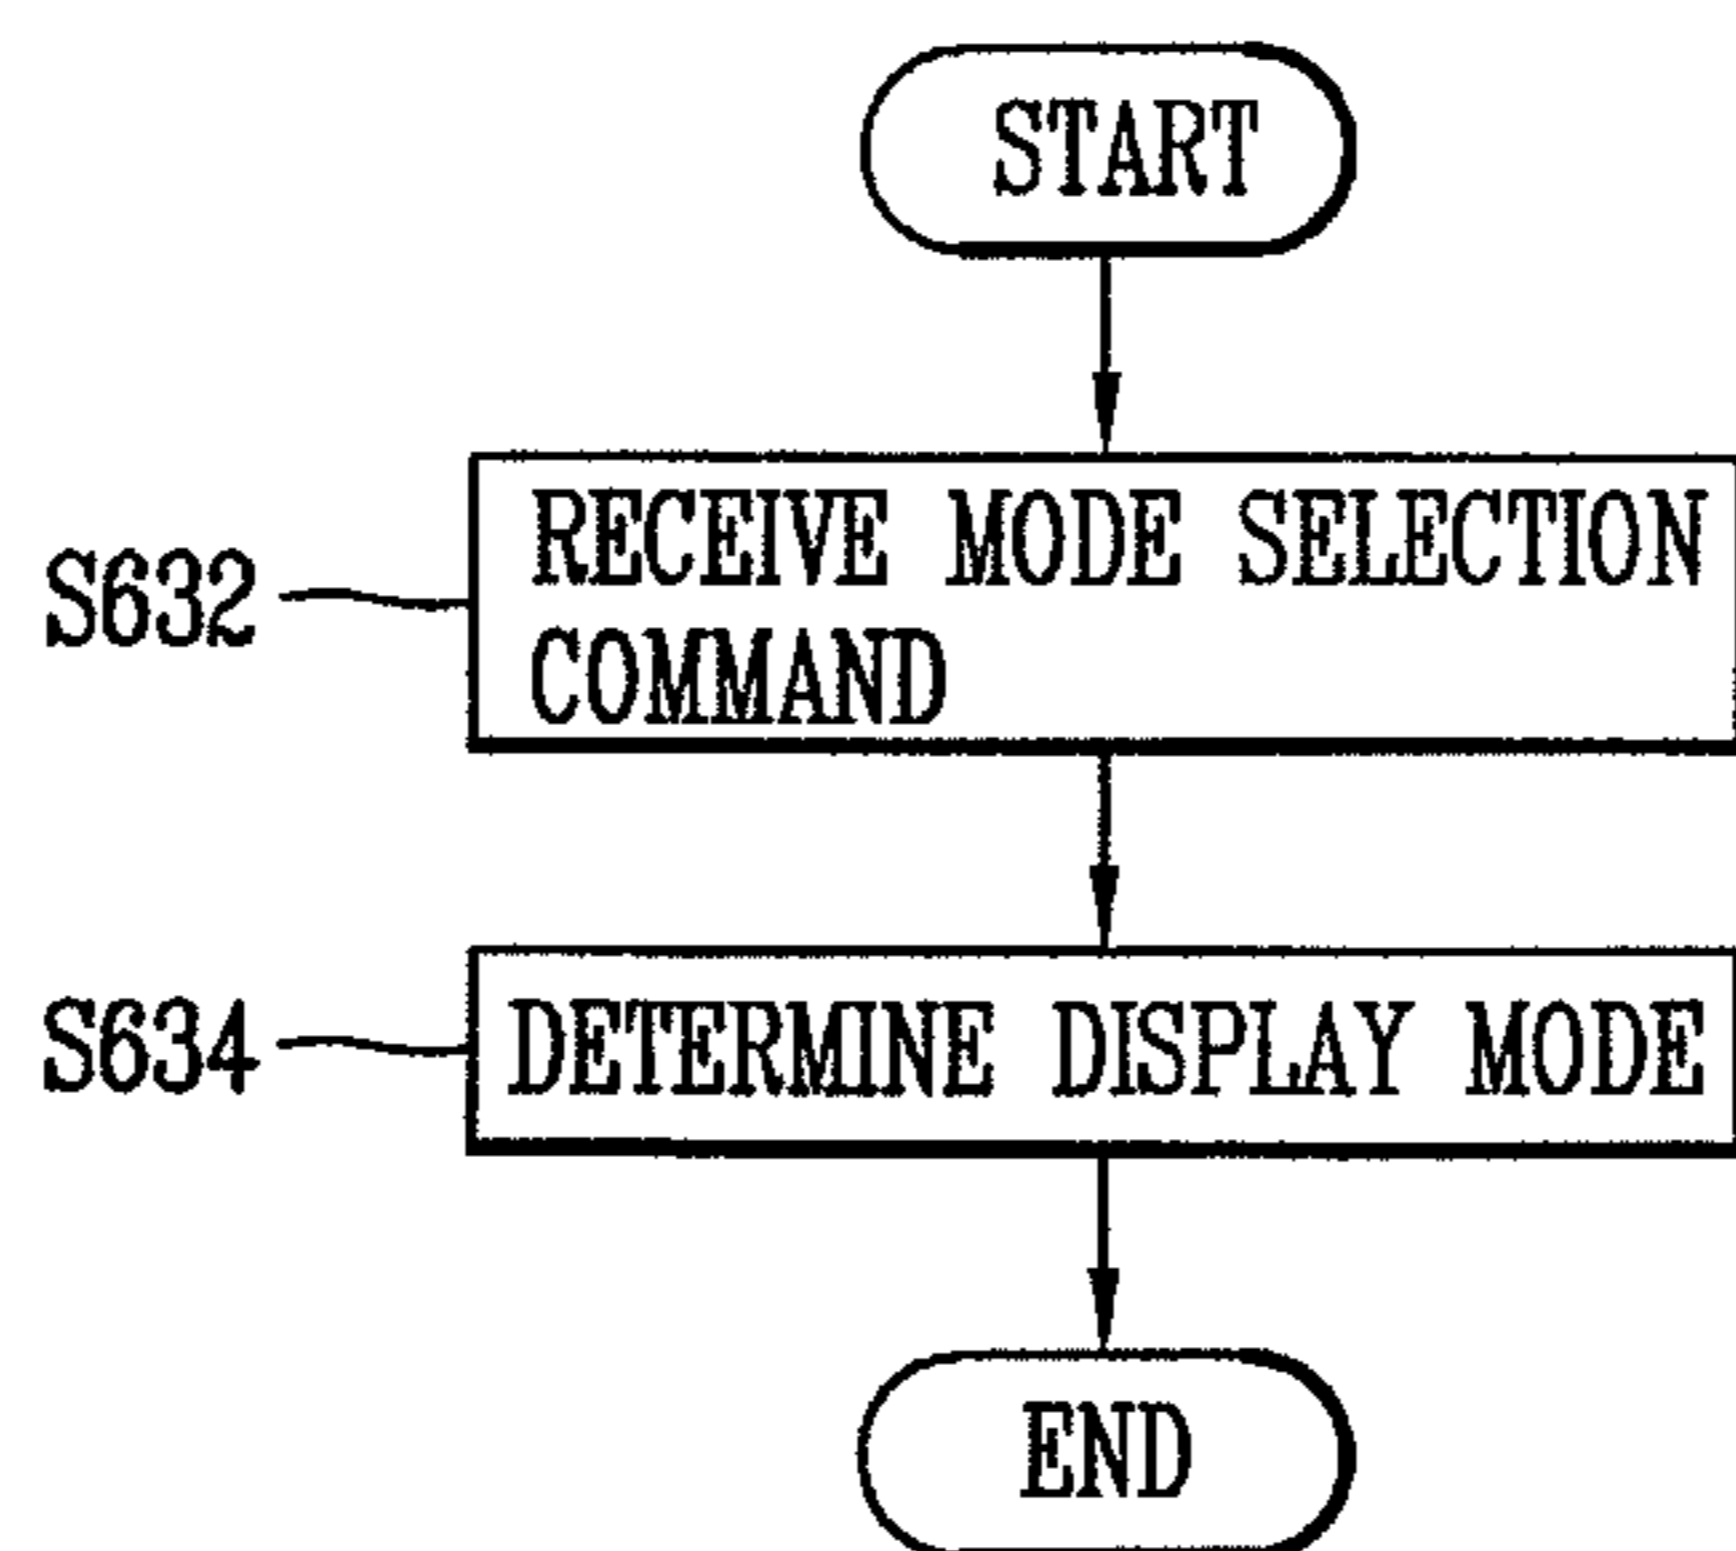 START
RECEIVE MODE SELECTION
COMMAND
S632
DETERMINE DISPLAY MODE
S634
END